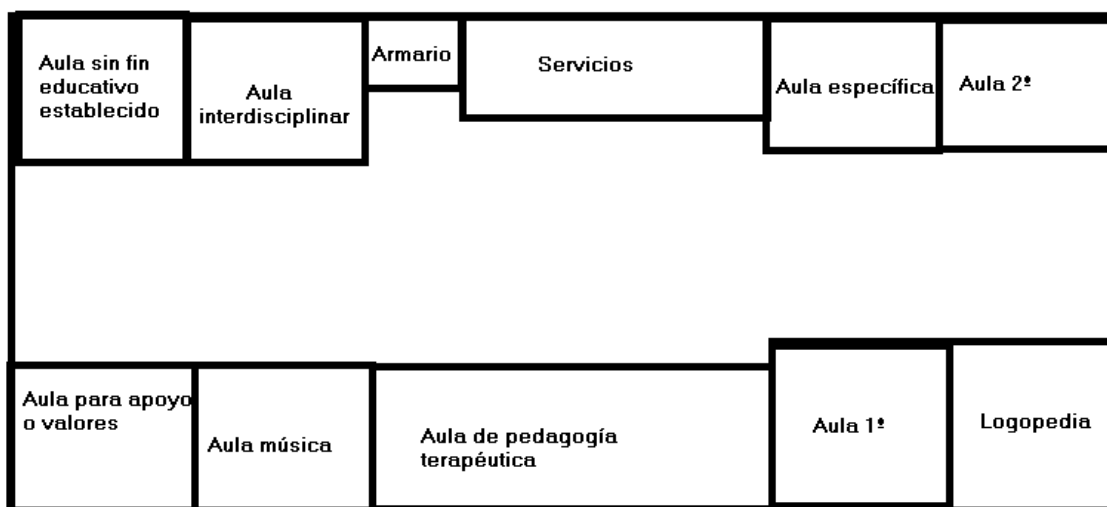 Aula sin fin
educativo
establecido
Aula
interdisciplinar
Armario
Servicios
Aula específica
Aula 2º
Aula para apoyo
o valores
Aula música
Aula de pedagogía
terapéutica
Aula 1º
Logopedia